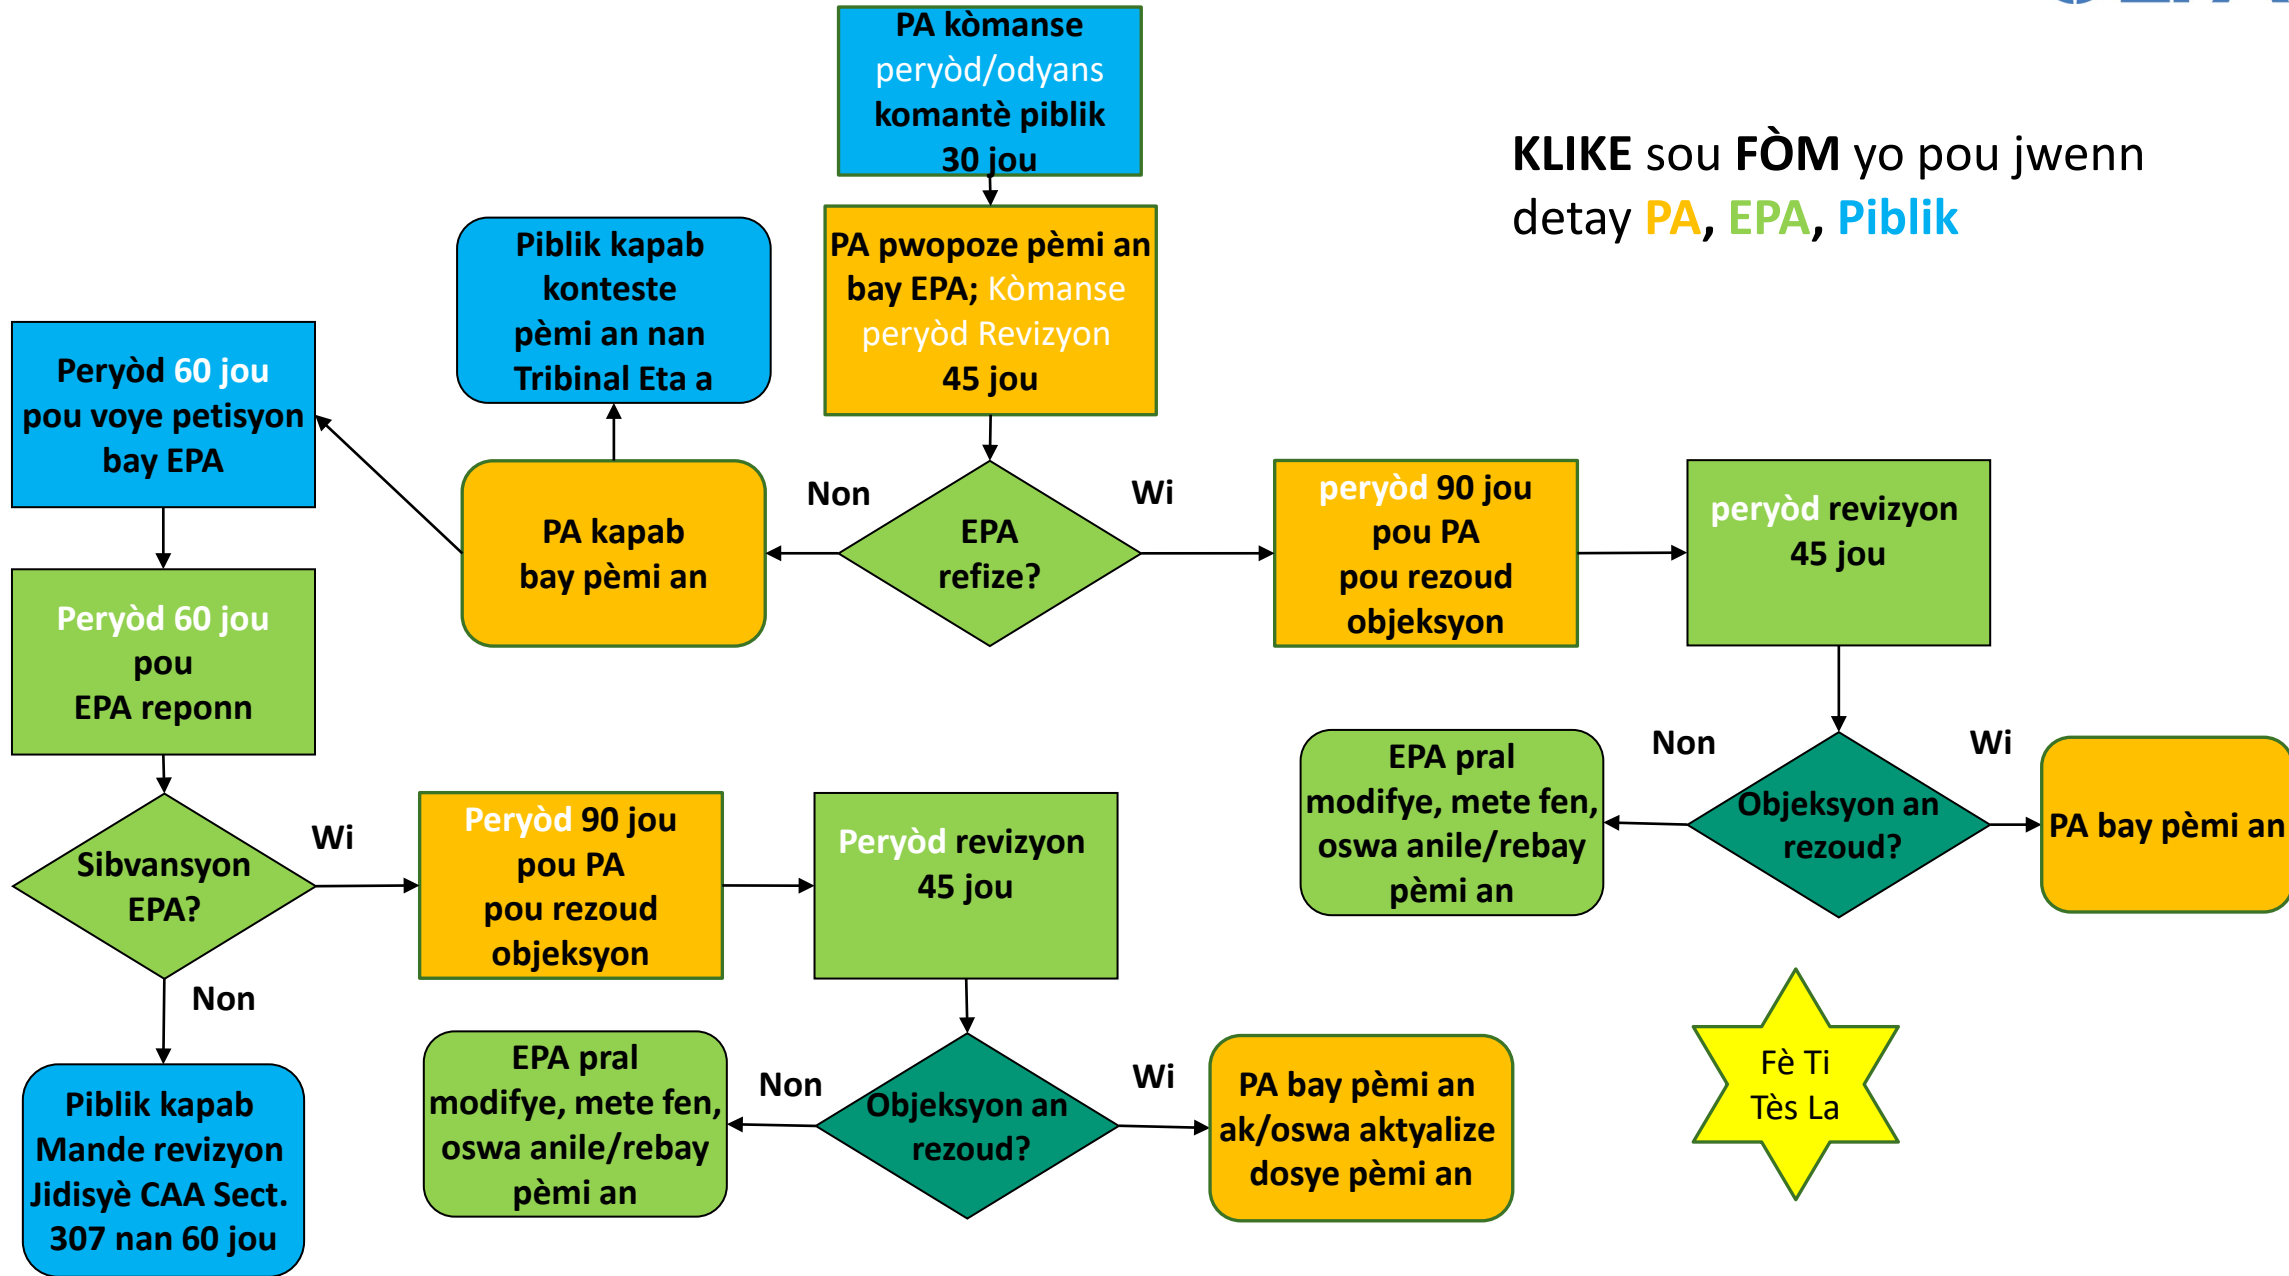 PA kòmanse
peryòd/odyans
komantè piblik
30 jou
KLIKE sou FÒM yo pou jwenn
detay PA, EPA, Piblik
Piblik kapab
konteste
pèmi an nan
Tribinal Eta a
PA pwopoze pèmi an
bay EPA; Kòmanse
peryòd Revizyon
45 jou
Peryòd 60 jou
pou voye petisyon
bay EPA
PA kapab
bay pèmi an
Non
EPA
refize?
Wi
peryòd 90 jou
pou PA
pou rezoud
objeksyon
peryòd revizyon
45 jou
Peryòd 60 jou
pou
EPA reponn
EPA pral
modifye, mete fen,
oswa anile/rebay
pèmi an
Non
Objeksyon an
rezoud?
Wi
PA bay pèmi an
Sibvansyon
EPA?
Wi
Peryòd 90 jou
pou PA
pou rezoud
objeksyon
Peryòd revizyon
45 jou
Non
Piblik kapab
Mande revizyon
Jidisyè CAA Sect.
307 nan 60 jou
EPA pral
modifye, mete fen,
oswa anile/rebay
pèmi an
Non
Objeksyon an
rezoud?
Wi
PA bay pèmi an
ak/oswa aktyalize
dosye pèmi an
Fè Ti
Tès La